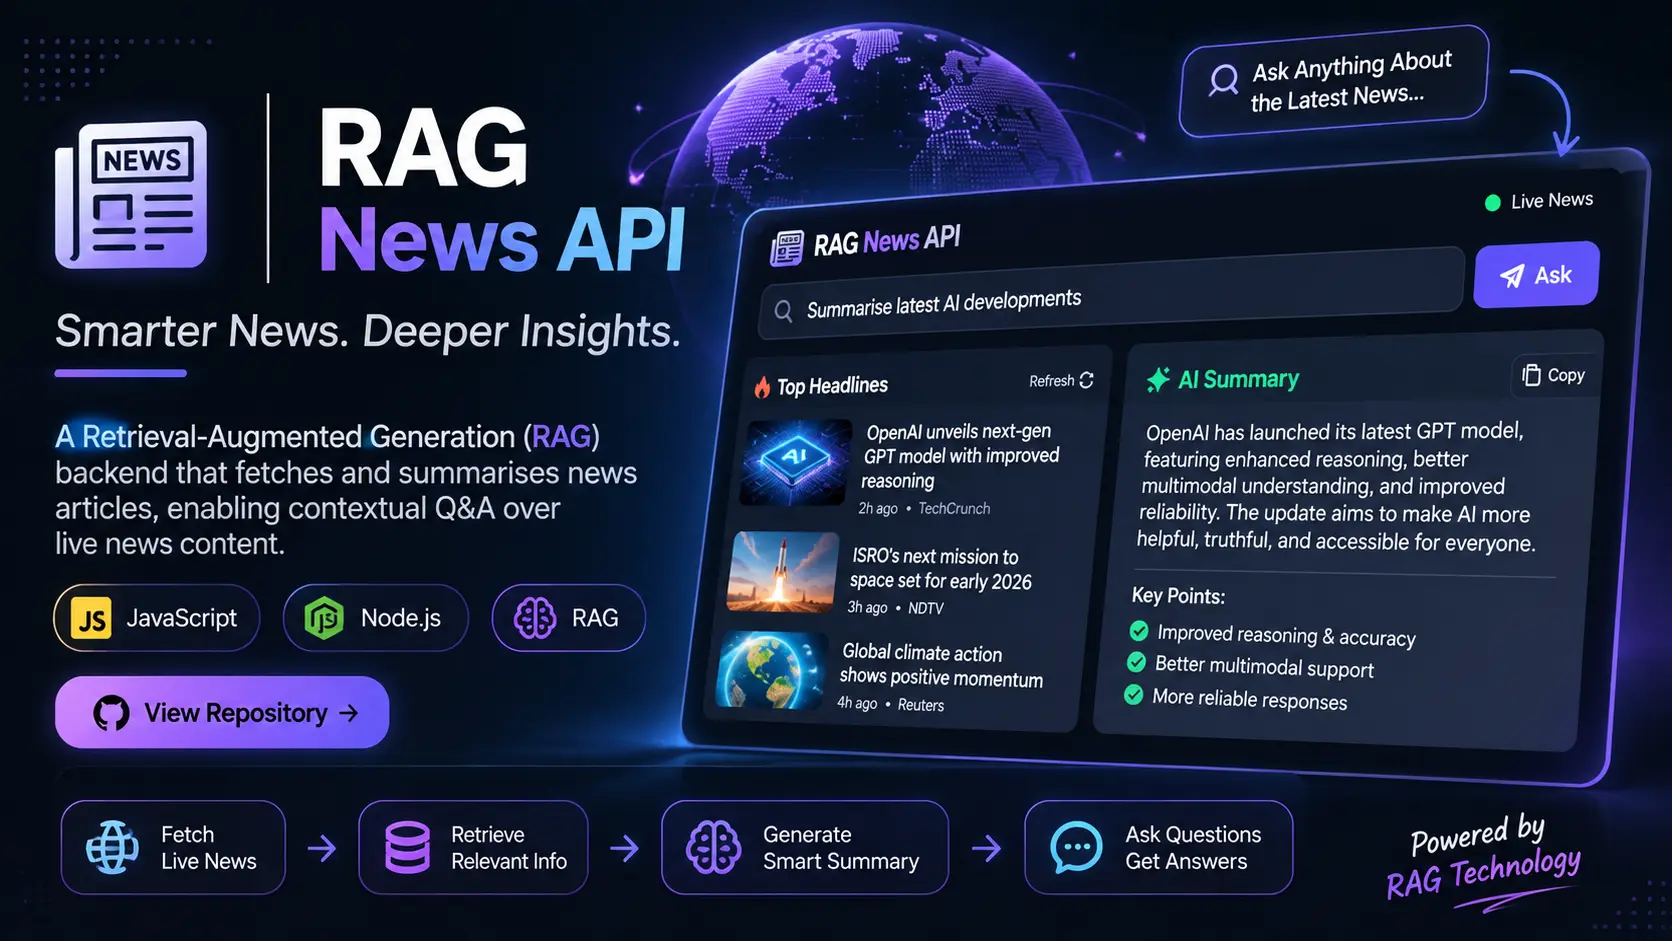 NEWS
RAG
News API
Smarter News. Deeper Insights.
A Retrieval-Augmented Generation (RAG)
backend that fetches and summarises news
articles, enabling contextual Q&A over
live news content.
JS JavaScript
JS Node.js
RAG
View Repository →
Ask Anything About
the Latest News...
Live News
NEWS RAG News API
Summarise latest AI developments
Ask
Top Headlines
Refresh
AI
OpenAI unveils next-gen
GPT model with improved
reasoning
2h ago • TechCrunch
ISRO's next mission to
space set for early 2026
3h ago • NDTV
Global climate action
shows positive momentum
4h ago • Reuters
AI Summary
Copy
OpenAI has launched its latest GPT model,
featuring enhanced reasoning, better
multimodal understanding, and improved
reliability. The update aims to make AI more
helpful, truthful, and accessible for everyone.
Key Points:
Improved reasoning & accuracy
Better multimodal support
More reliable responses
Fetch
Live News
Retrieve
Relevant Info
Generate
Smart Summary
Ask Questions
Get Answers
Powered by
RAG Technology